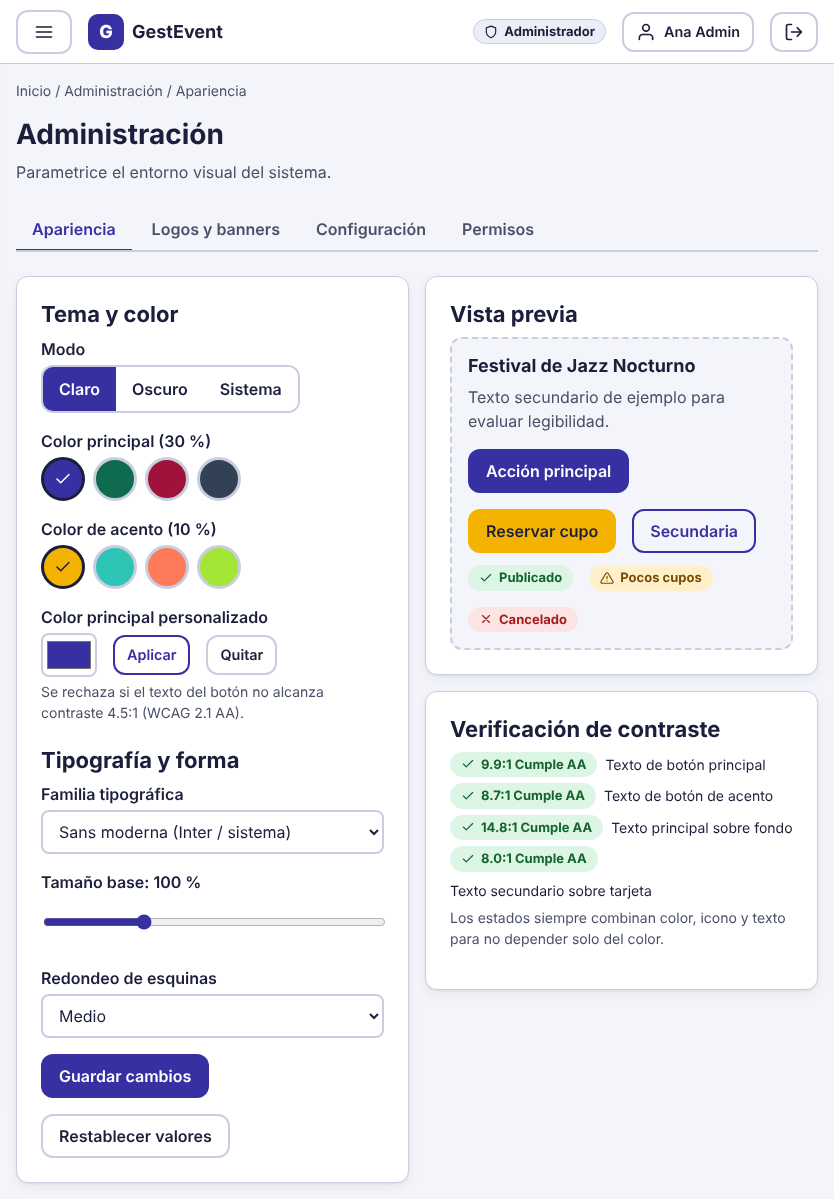 G GestEvent
Administrador
Ana Admin
Inicio / Administración / Apariencia
Administración
Parametrice el entorno visual del sistema.
Apariencia Logos y banners Configuración Permisos
Tema y color
Modo
Claro Oscuro Sistema
Color principal (30 %)
Color de acento (10 %)
Color principal personalizado
Aplicar Quitar
Se rechaza si el texto del botón no alcanza
contraste 4.5:1 (WCAG 2.1 AA).
Tipografía y forma
Familia tipográfica
Sans moderna (Inter / sistema)
Tamaño base: 100 %
Redondeo de esquinas
Medio
Guardar cambios
Restablecer valores
Vista previa
Festival de Jazz Nocturno
Texto secundario de ejemplo para
evaluar legibilidad.
Acción principal
Reservar cupo Secundaria
Publicado Pocos cupos
Cancelado
Verificación de contraste
9.9:1 Cumple AA Texto de botón principal
8.7:1 Cumple AA Texto de botón de acento
14.8:1 Cumple AA Texto principal sobre fondo
8.0:1 Cumple AA
Texto secundario sobre tarjeta
Los estados siempre combinan color, icono y texto
para no depender solo del color.